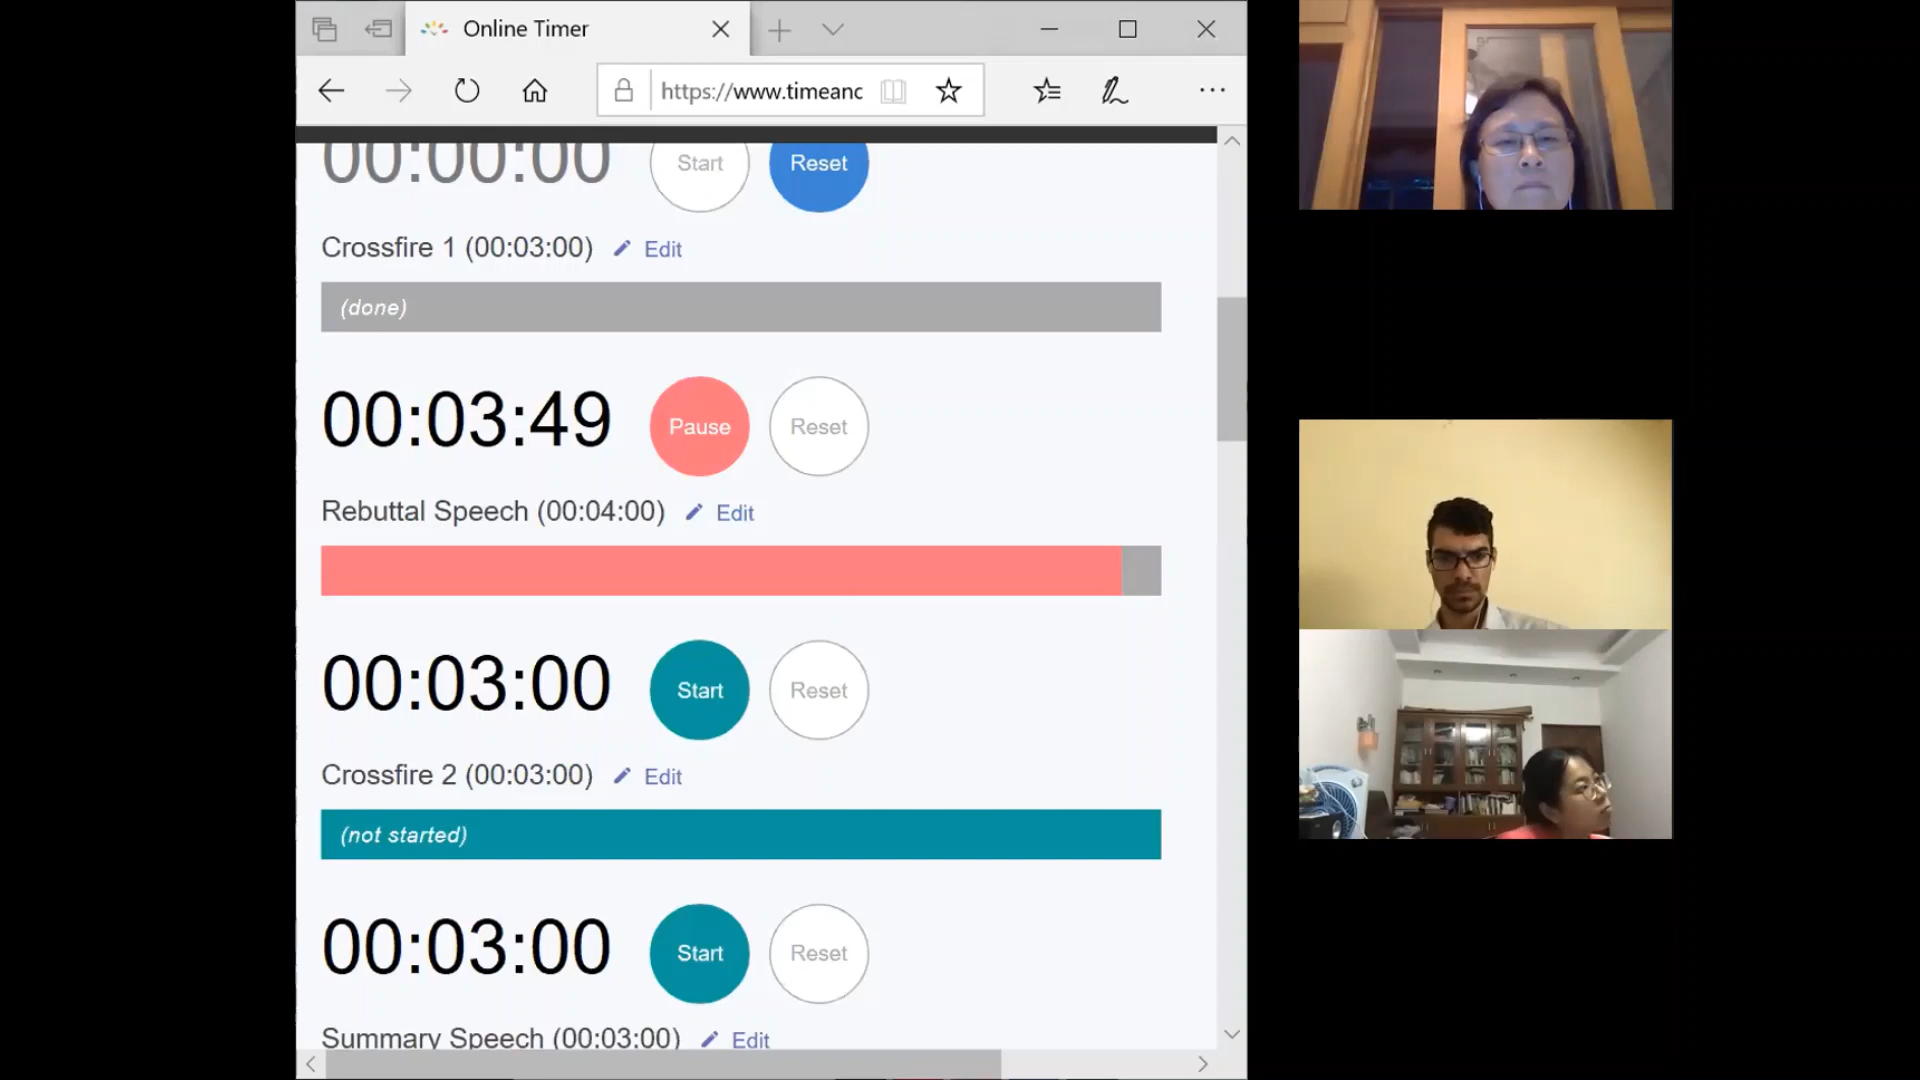 Online Timer
https://www.timeanc
00:00:00
Start
Reset
Crossfire 1 (00:03:00)
Edit
(done)
00:03:49
Pause
Reset
Rebuttal Speech (00:04:00)
Edit
00:03:00
Start
Reset
Crossfire 2 (00:03:00)
Edit
(not started)
00:03:00
Start
Reset
Summary Speech (00:03:00)
Edit